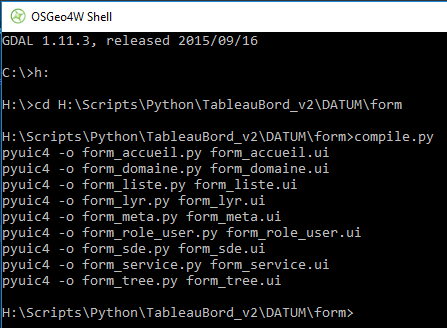 OSGeo4W Shell
GDAL 1.11.3, released 2015/09/16
C:\>h:
H:\>cd H:\Scripts\Python\TableauBord_v2\DATUM\form
H:\Scripts\Python\TableauBord_v2\DATUM\form>compile.py
pyuic4 -o form_accueil.py form_accueil.ui
pyuic4 -o form_domaine.py form_domaine.ui
pyuic4 -o form_liste.py form_liste.ui
pyuic4 -o form_lyr.py form_lyr.ui
pyuic4 -o form_meta.py form_meta.ui
pyuic4 -o form_role_user.py form_role_user.ui
pyuic4 -o form_sde.py form_sde.ui
pyuic4 -o form_service.py form_service.ui
pyuic4 -o form_tree.py form_tree.ui
H:\Scripts\Python\TableauBord_v2\DATUM\form>